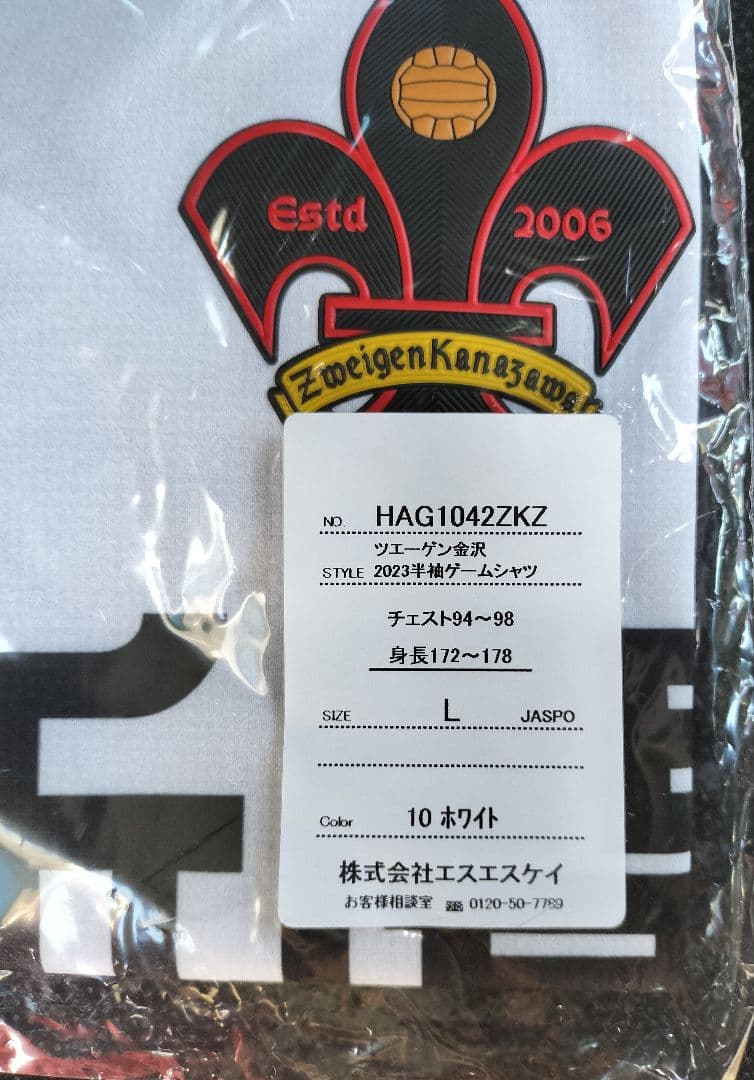 Estd 2006
ZweigenKanazawa
NO. HAG1042ZKZ
ツエーゲン金沢
STYLE 2023半袖ゲームシャツ
チェスト94～98
身長172～178
SIZE L JASPO
Color 10 ホワイト
株式会社エスエスケイ
お客様相談室 0120-50-7789